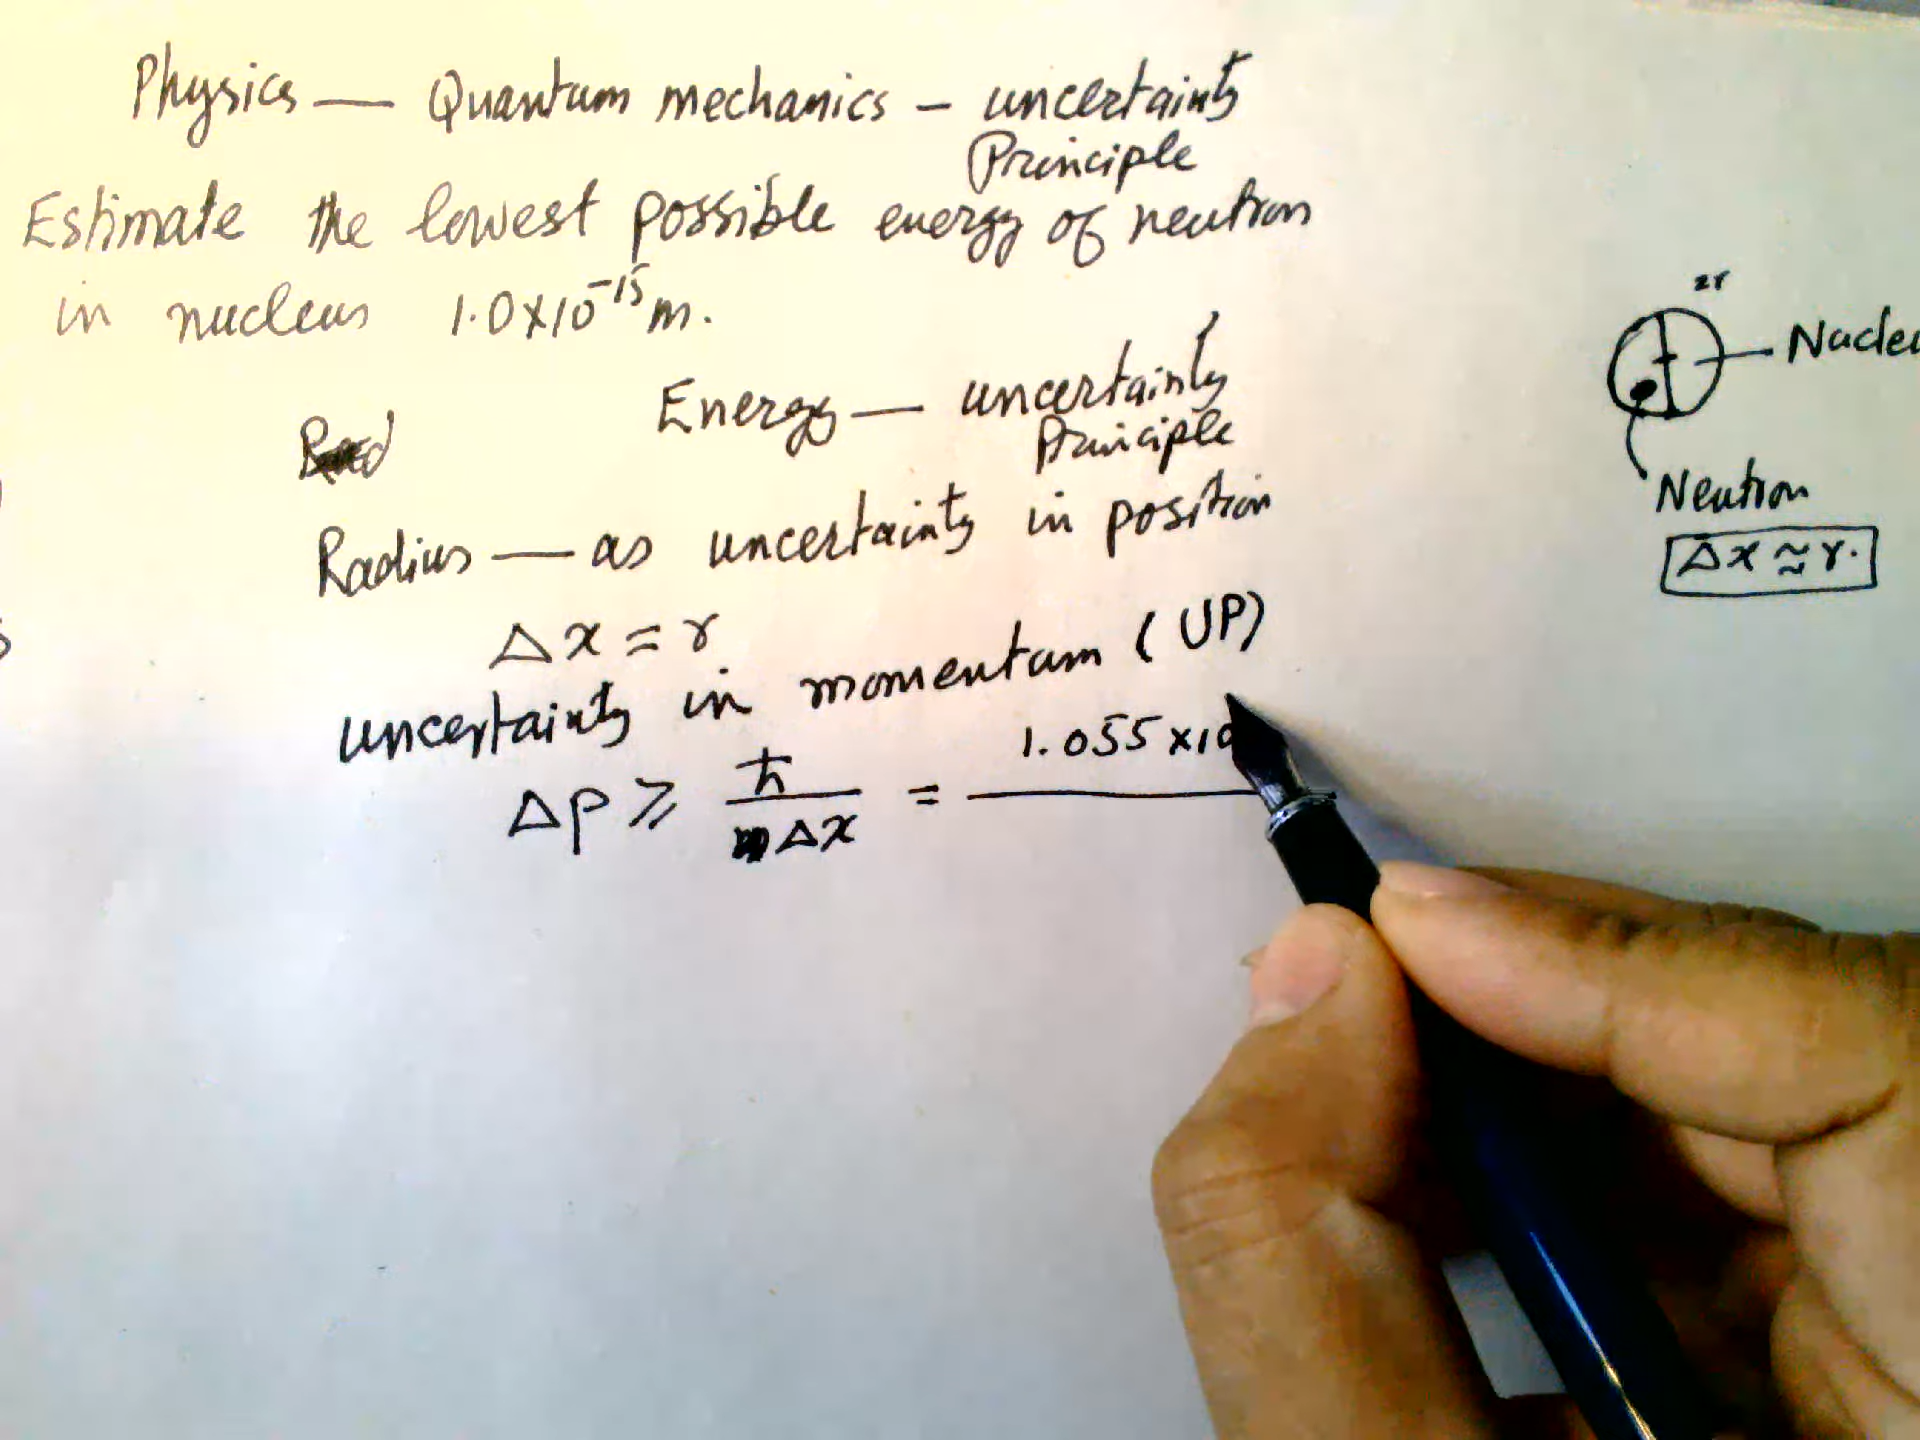 Physics — Quantum mechanics – uncertainty
Principle
Estimate the lowest possible energy of neutron
in nucleus 1.0×10⁻¹⁵m.
Energy — uncertainty
Principle
Radius — as uncertainty in position
Δx = r
uncertainty in momentum (UP)
Δp ⩾ ħ / Δx = 1.055×10
2r
Nucle
Neutron
Δx ≈ r.